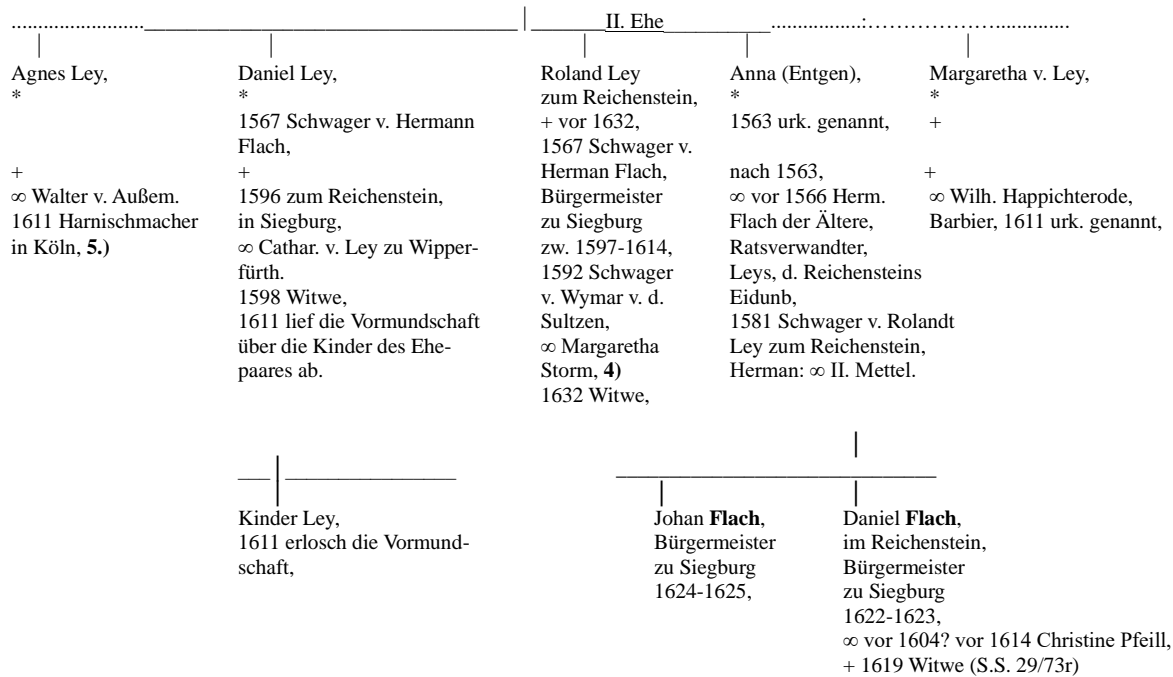 II. Ehe
Agnes Ley,
*
+
∞ Walter v. Außem.
1611 Harnischmacher
in Köln, 5.)
Daniel Ley,
*
1567 Schwager v. Hermann
Flach,
+
1596 zum Reichenstein,
in Siegburg,
∞ Cathar. v. Ley zu Wipper-
fürth.
1598 Witwe,
1611 lief die Vormundschaft
über die Kinder des Ehe-
paares ab.
Roland Ley
zum Reichenstein,
+ vor 1632,
1567 Schwager v.
Herman Flach,
Bürgermeister
zu Siegburg
zw. 1597-1614,
1592 Schwager
v. Wymar v. d.
Sultzen,
∞ Margaretha
Storm, 4)
1632 Witwe,
Anna (Entgen),
*
1563 urk. genannt,
nach 1563,
∞ vor 1566 Herm.
Flach der Ältere,
Ratsverwandter,
Leys, d. Reichensteins
Eidunb,
1581 Schwager v. Rolandt
Ley zum Reichenstein,
Herman: ∞ II. Mettel.
Margaretha v. Ley,
*
+
+
∞ Wilh. Happichterode,
Barbier, 1611 urk. genannt,
Kinder Ley,
1611 erlosch die Vormund-
schaft,
Johan Flach,
Bürgermeister
zu Siegburg
1624-1625,
Daniel Flach,
im Reichenstein,
Bürgermeister
zu Siegburg
1622-1623,
∞ vor 1604? vor 1614 Christine Pfeill,
+ 1619 Witwe (S.S. 29/73r)